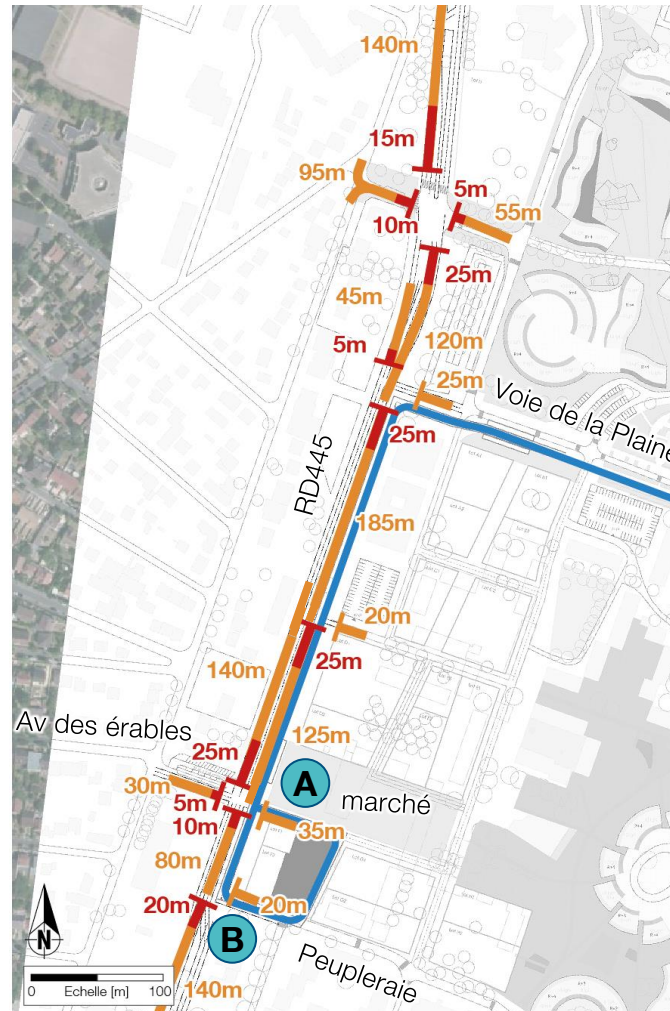 140m
15m
95m
5m
10m
55m
25m
45m
120m
5m
25m
Voie de la Plaine
25m
RD445
185m
20m
25m
140m
Av des érables
125m
25m
A
30m
5m
marché
10m
35m
80m
20m
20m
B
N
Peupleraie
140m
0 Echelle [m] 100